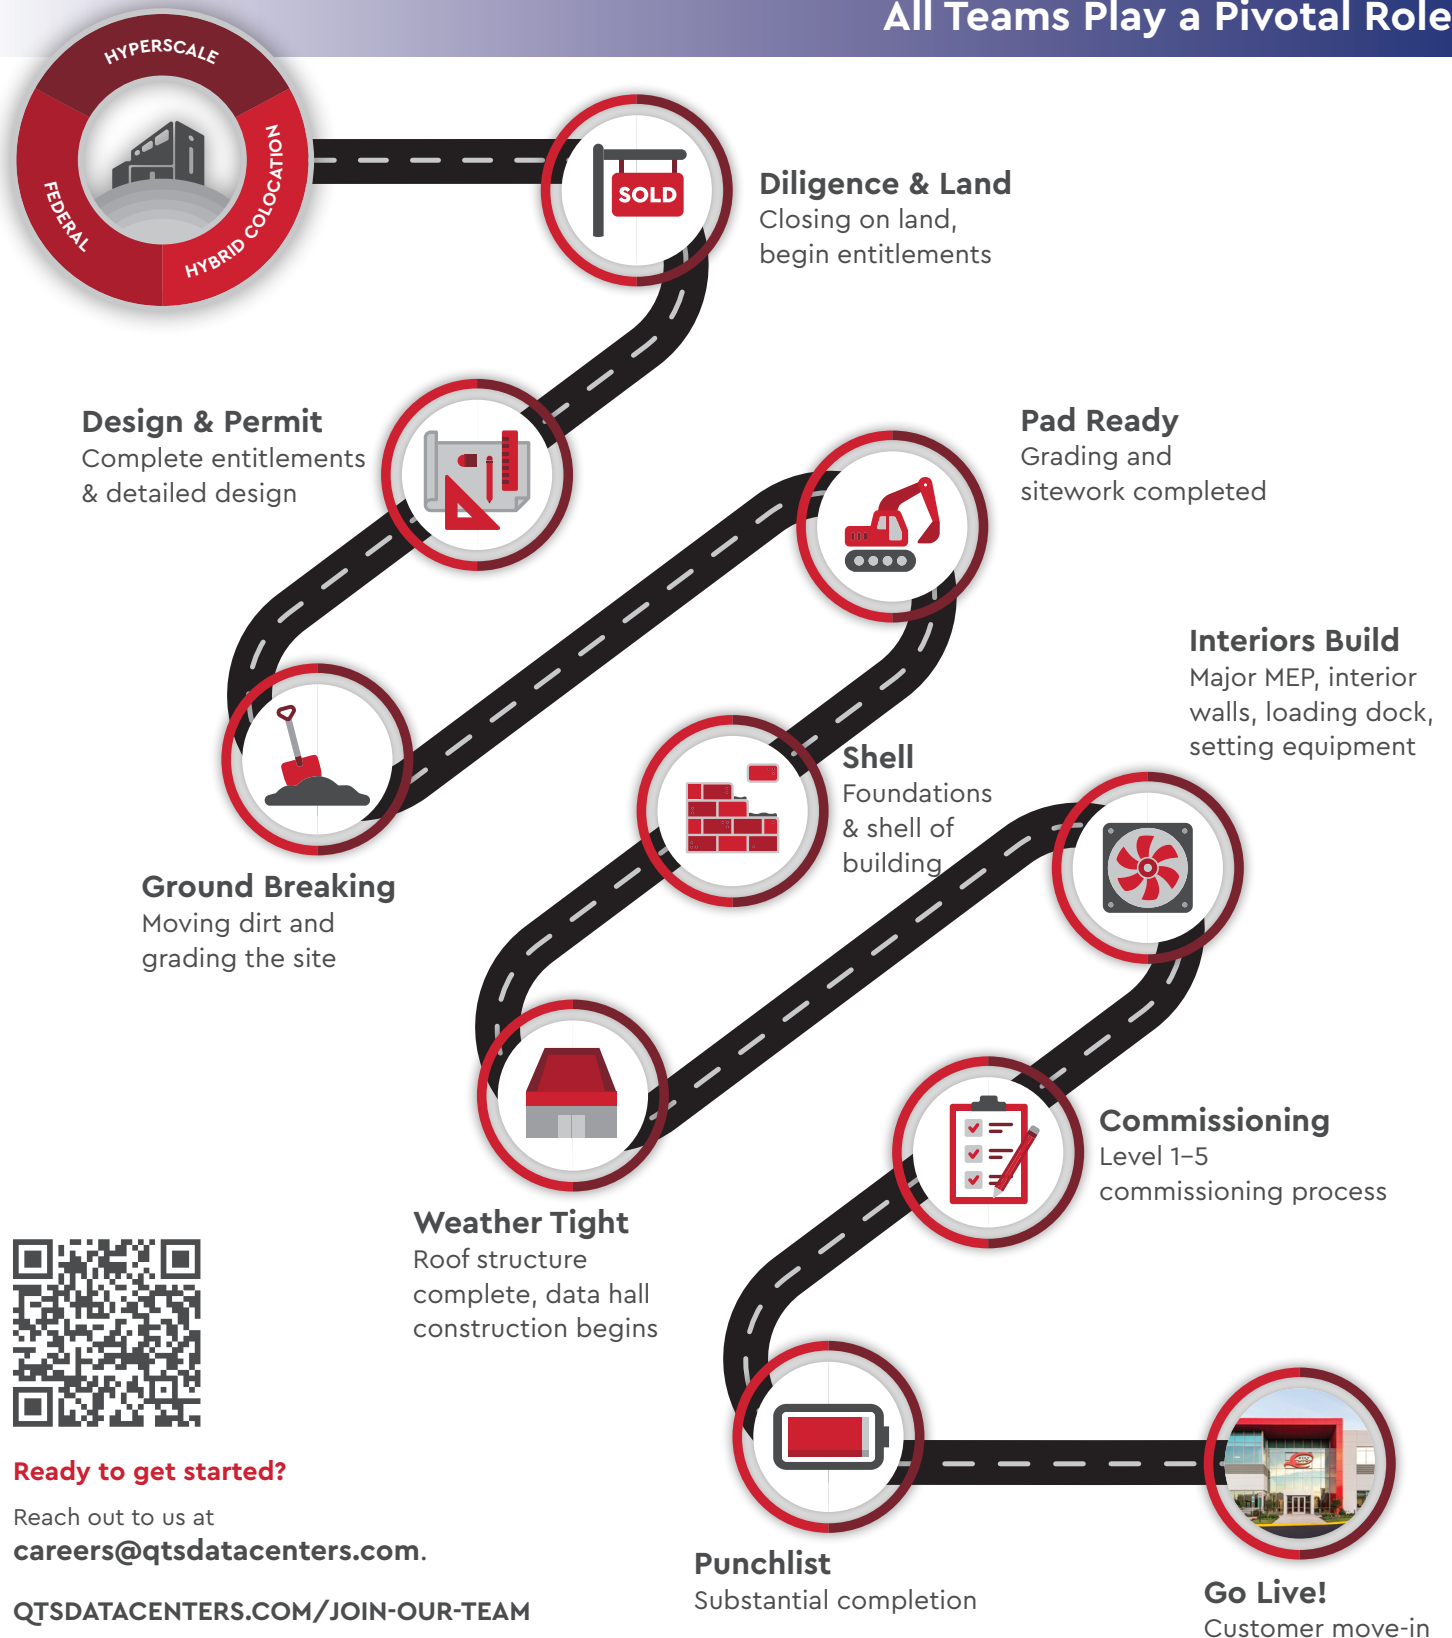 All Teams Play a Pivotal Role
HYPERSCALE
FEDERAL
HYBRID COLOCATION
SOLD
Diligence & Land
Closing on land,
begin entitlements
Design & Permit
Complete entitlements
& detailed design
Ground Breaking
Moving dirt and
grading the site
Pad Ready
Grading and
sitework completed
Shell
Foundations
& shell of
building
Weather Tight
Roof structure
complete, data hall
construction begins
Interiors Build
Major MEP, interior
walls, loading dock,
setting equipment
Commissioning
Level 1–5
commissioning process
Punchlist
Substantial completion
Go Live!
Customer move-in
Ready to get started?
Reach out to us at
careers@qtsdatacenters.com.
QTSDATACENTERS.COM/JOIN-OUR-TEAM